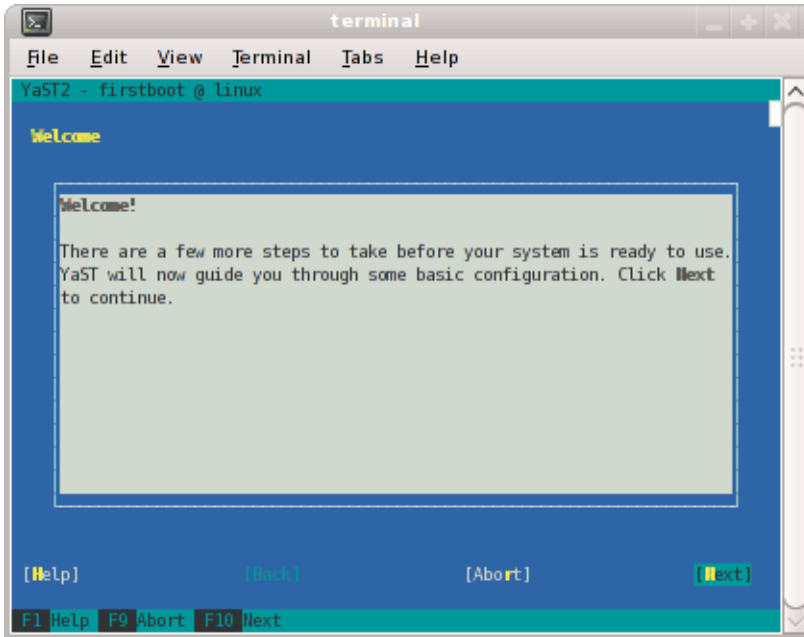 terminal
File Edit View Terminal Tabs Help
YaST2 - firstboot @ linux
Welcome
Welcome!
There are a few more steps to take before your system is ready to use.
YaST will now guide you through some basic configuration. Click Next
to continue.
[Help] [Back] [Abort] [Next]
F1 Help F9 Abort F10 Next